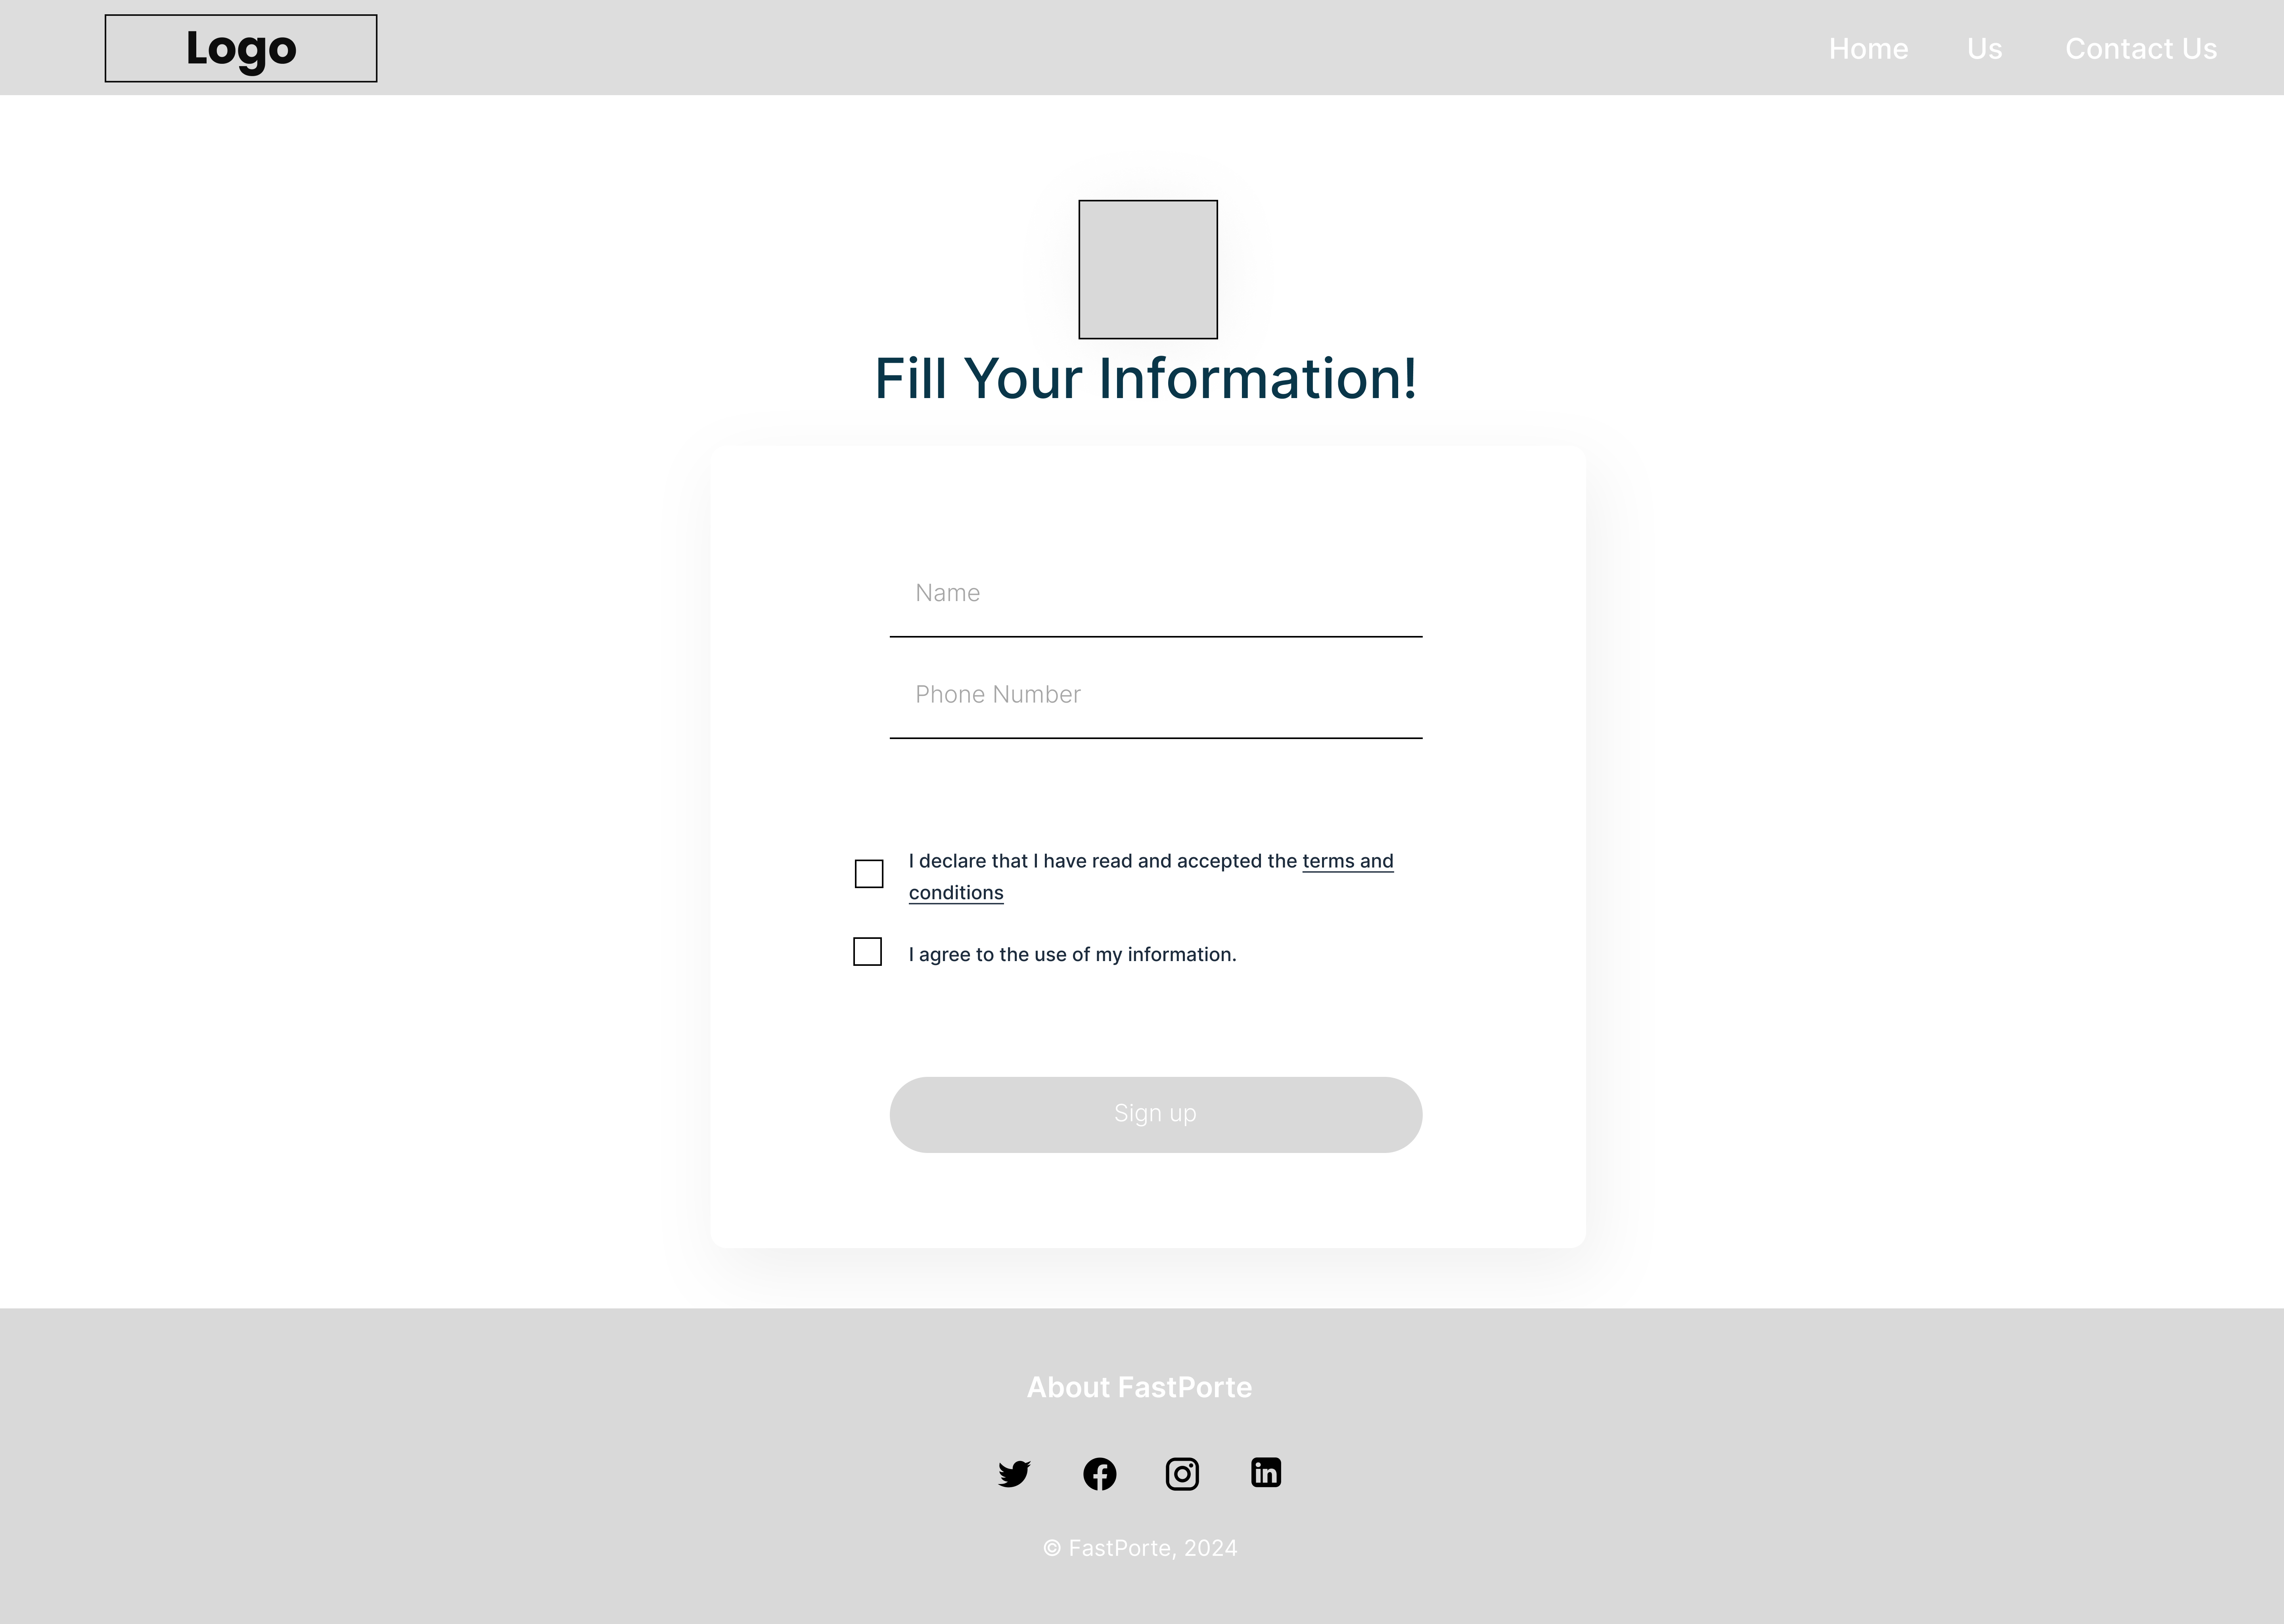 Logo
Home Us Contact Us
Fill Your Information!
Name
Phone Number
I declare that I have read and accepted the terms and
conditions
I agree to the use of my information.
Sign up
About FastPorte
© FastPorte, 2024